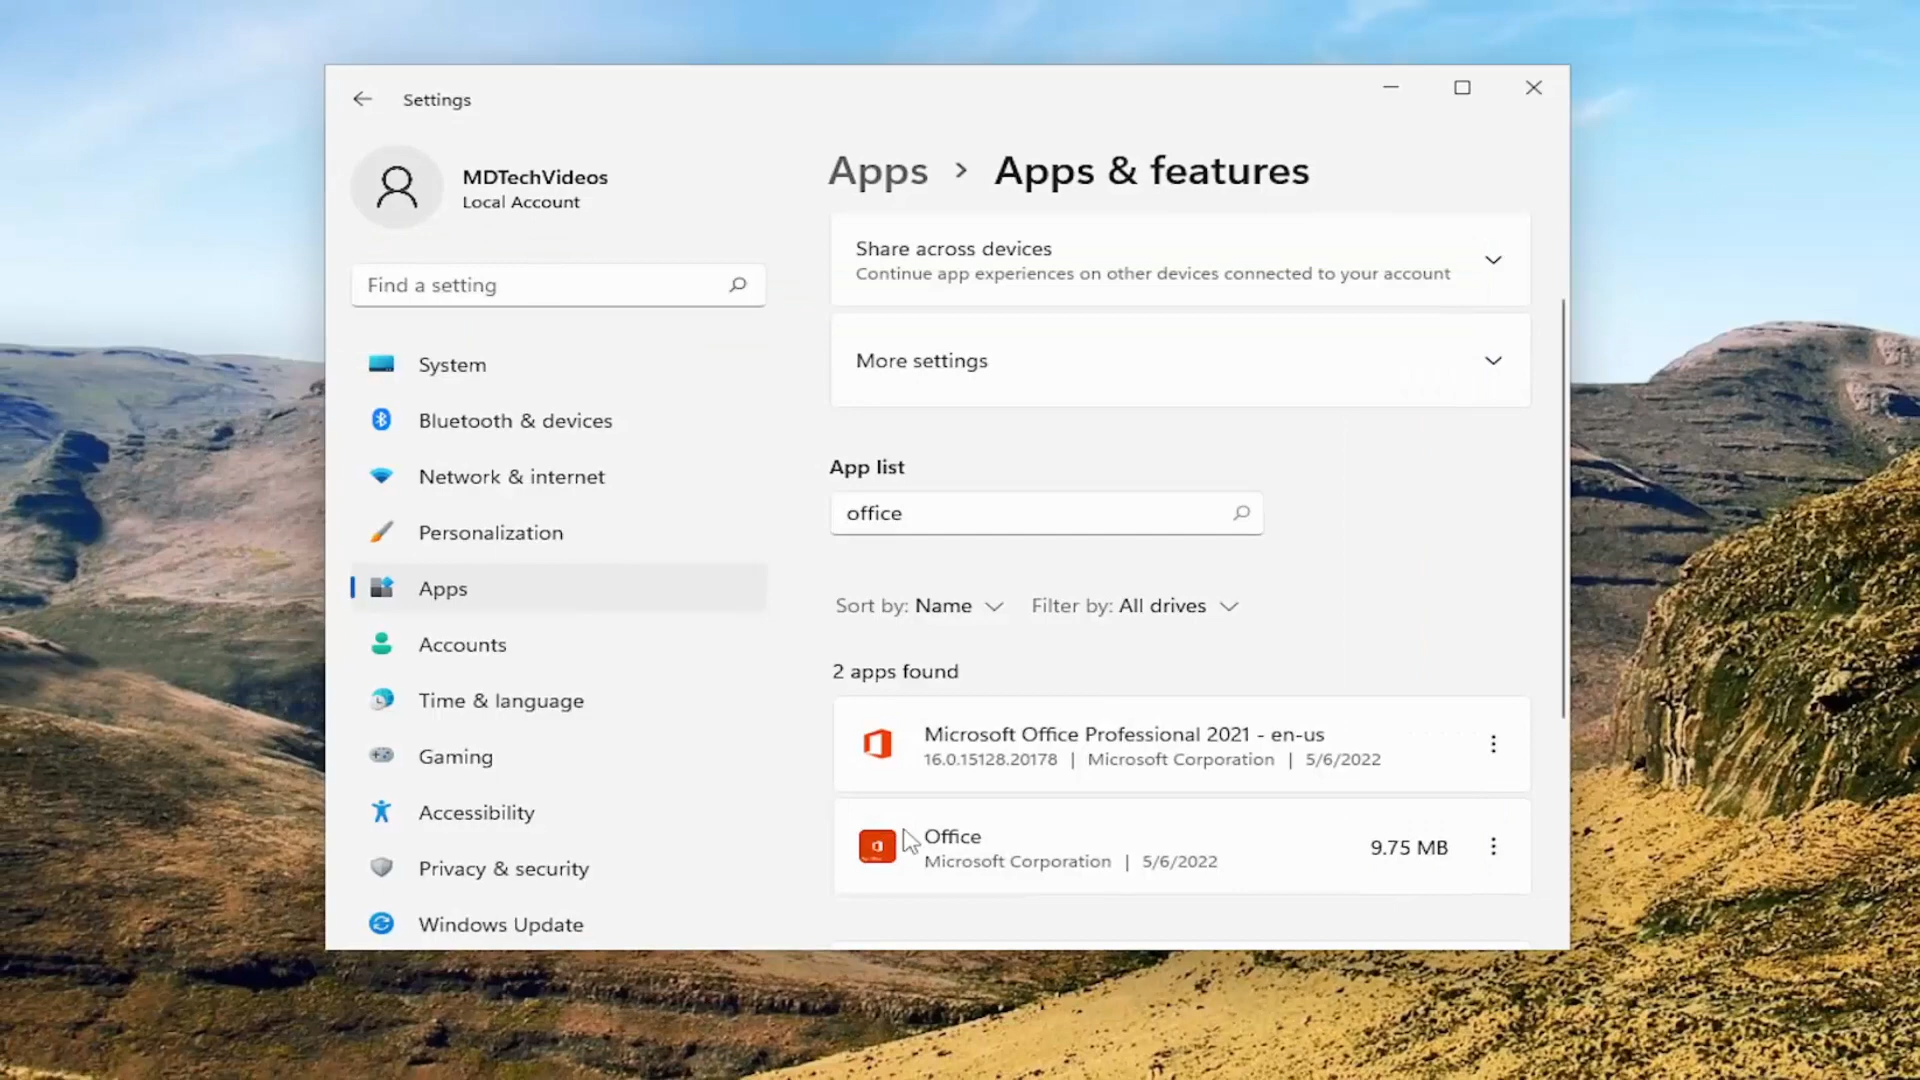 Settings
MDTechVideos
Local Account
Find a setting
System
Bluetooth & devices
Network & internet
Personalization
Apps
Accounts
Time & language
Gaming
Accessibility
Privacy & security
Windows Update
Apps > Apps & features
Share across devices
Continue app experiences on other devices connected to your account
More settings
App list
office
Sort by: Name Filter by: All drives
2 apps found
Microsoft Office Professional 2021 - en-us
16.0.15128.20178 | Microsoft Corporation | 5/6/2022
Office
Microsoft Corporation | 5/6/2022
9.75 MB